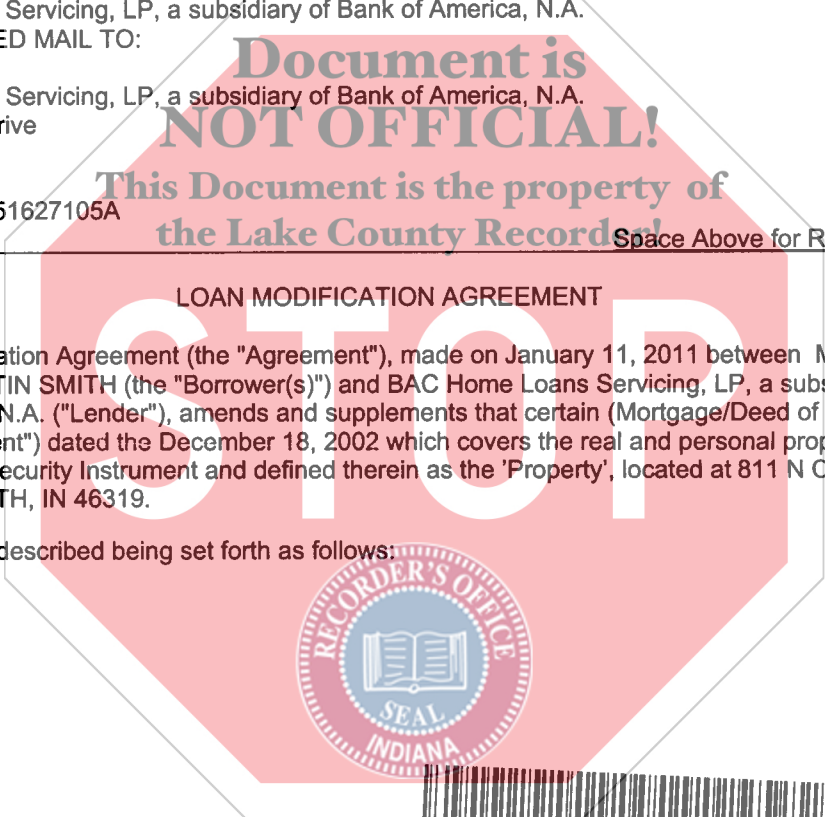 Servicing, LP, a subsidiary of Bank of America, N.A.
ED MAIL TO:
Document is
Servicing, LP, a subsidiary of Bank of America, N.A.
rive
NOT OFFICIAL!
This Document is the property of
51627105A
the Lake County Recorder!
Space Above for R
LOAN MODIFICATION AGREEMENT
ation Agreement (the "Agreement"), made on January 11, 2011 between M
TIN SMITH (the "Borrower(s)") and BAC Home Loans Servicing, LP, a subs
N.A. ("Lender"), amends and supplements that certain (Mortgage/Deed of
nt") dated the December 18, 2002 which covers the real and personal prop
ecurity Instrument and defined therein as the 'Property', located at 811 N C
TH, IN 46319.
described being set forth as follows:
STOP
RECORDER'S OFFICE
SEAL
INDIANA